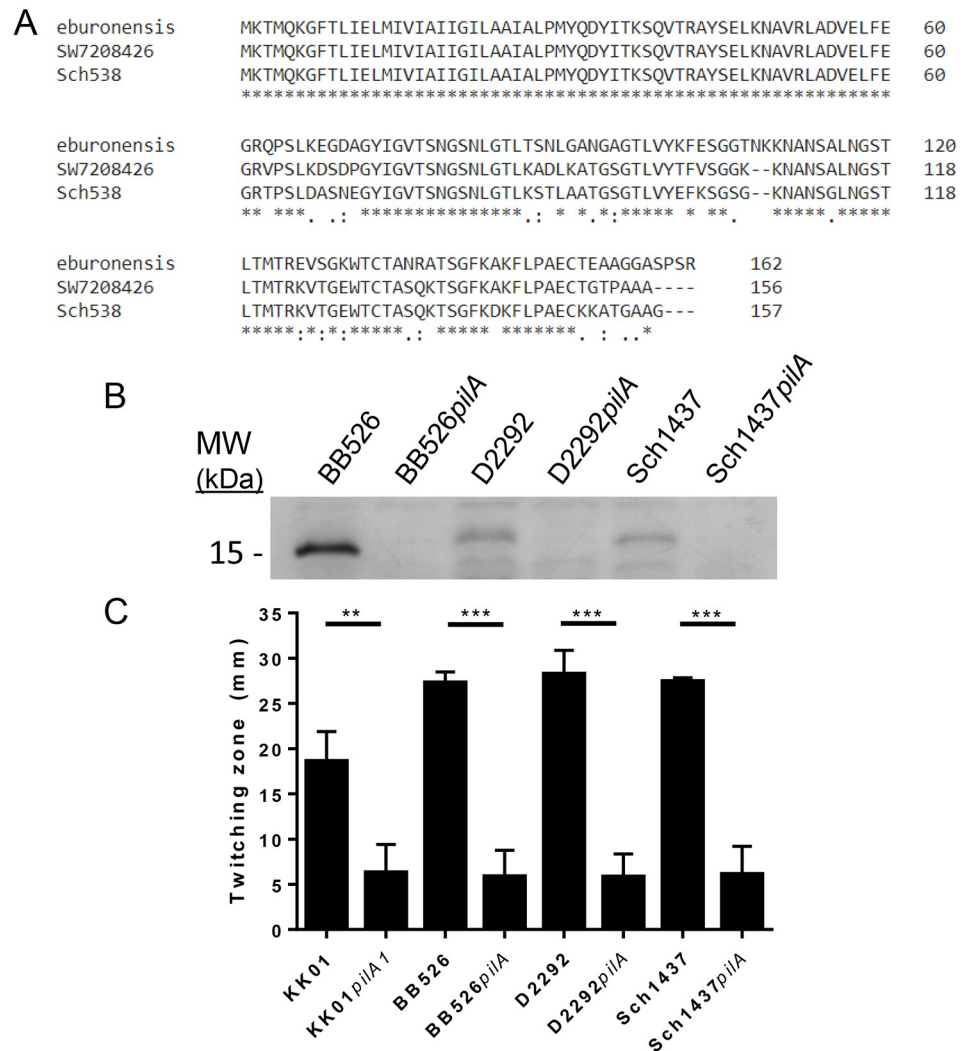 A
eburonensis MKTMQKGFTLIELMIVIAIIGILAAIALPMYQDYITKSQVTRAYSELKNAVRLADVELFE 60
SW7208426 MKTMQKGFTLIELMIVIAIIGILAAIALPMYQDYITKSQVTRAYSELKNAVRLADVELFE 60
Sch538 MKTMQKGFTLIELMIVIAIIGILAAIALPMYQDYITKSQVTRAYSELKNAVRLADVELFE 60
************************************************************
eburonensis GRQPSLKEGDAGYIGVTSNGSNLGTLTSNLGANGAGTLVYKFESGGTNKKNANSALNGST 120
SW7208426 GRVPSLKDSDPGYIGVTSNGSNLGTLKADLKATGSGTLVYTFVSGGK--KNANSALNGST 118
Sch538 GRTPSLDASNEGYIGVTSNGSNLGTLKSTLAATGSGTLVYEFKSGSG--KNANSGLNGST 118
** ***. .: ***************.: * *.*:***** * **. *****.*****
eburonensis LTMTREVSGKWTCTANRATSGFKAKFLPAECTEAAGGASPSR 162
SW7208426 LTMTRKVTGEWTCTASQKTSGFKAKFLPAECTGTPAAA---- 156
Sch538 LTMTRKVTGEWTCTASQKTSGFKDKFLPAECKKATGAAG--- 157
*****:*:*:*****.: ***** *******. : ..*
B
MW
(kDa)
BB526
BB526pilA
D2292
D2292pilA
Sch1437
Sch1437pilA
15 -
C
Twitching zone (mm)
35
30
25
20
15
10
5
0
**
***
***
***
KK01
KK01pilA1
BB526
BB526pilA
D2292
D2292pilA
Sch1437
Sch1437pilA